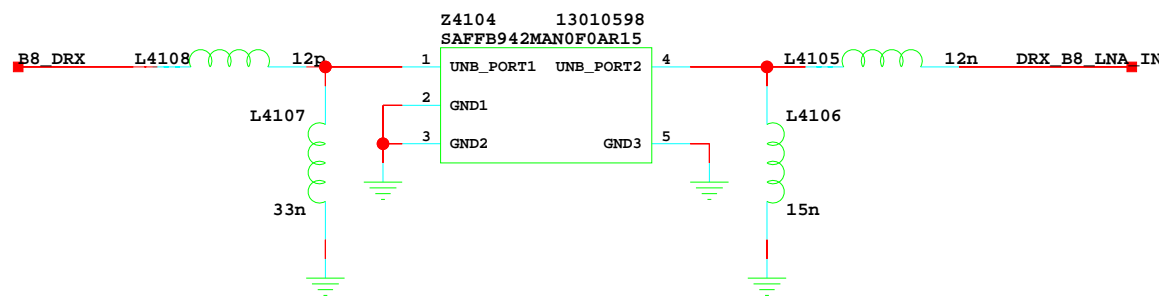 Z4104 13010598
SAFFB942MAN0F0AR15
B8_DRX L4108 12p 1 UNB_PORT1 UNB_PORT2 4 L4105 12n DRX_B8_LNA_IN
2 GND1
L4107 L4106
3 GND2 GND3 5
33n 15n